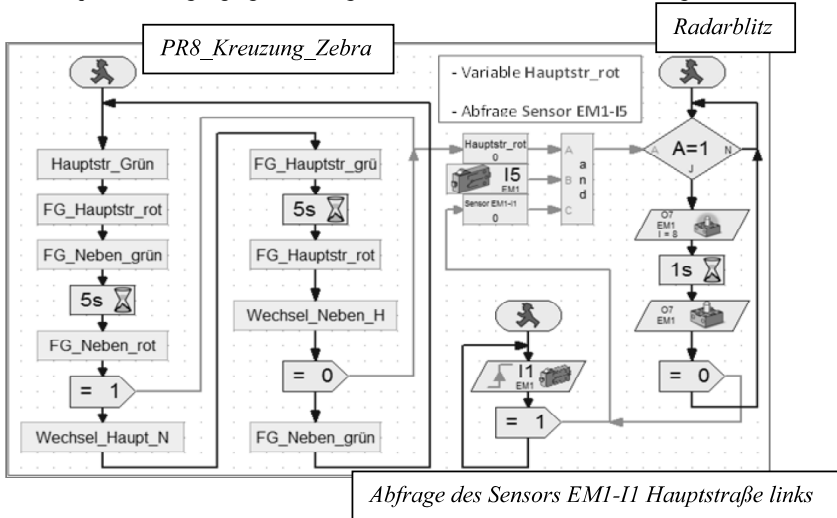 PR8_Kreuzung_Zebra
Radarblitz
Hauptstr_Grün
FG_Hauptstr_rot
FG_Neben_grün
5s
FG_Neben_rot
= 1
Wechsel_Haupt_N
FG_Hauptstr_grü
5s
FG_Hauptstr_rot
Wechsel_Neben_H
= 0
FG_Neben_grün
- Variable Hauptstr_rot
- Abfrage Sensor EM1-I5
Hauptstr_rot
0
I5
EM1
Sensor EM1-I1
0
A
B
C
and
I1
EM1
= 1
A
A=1
N
J
O7
EM1
I = 8
1s
O7
EM1
= 0
Abfrage des Sensors EM1-I1 Hauptstraße links